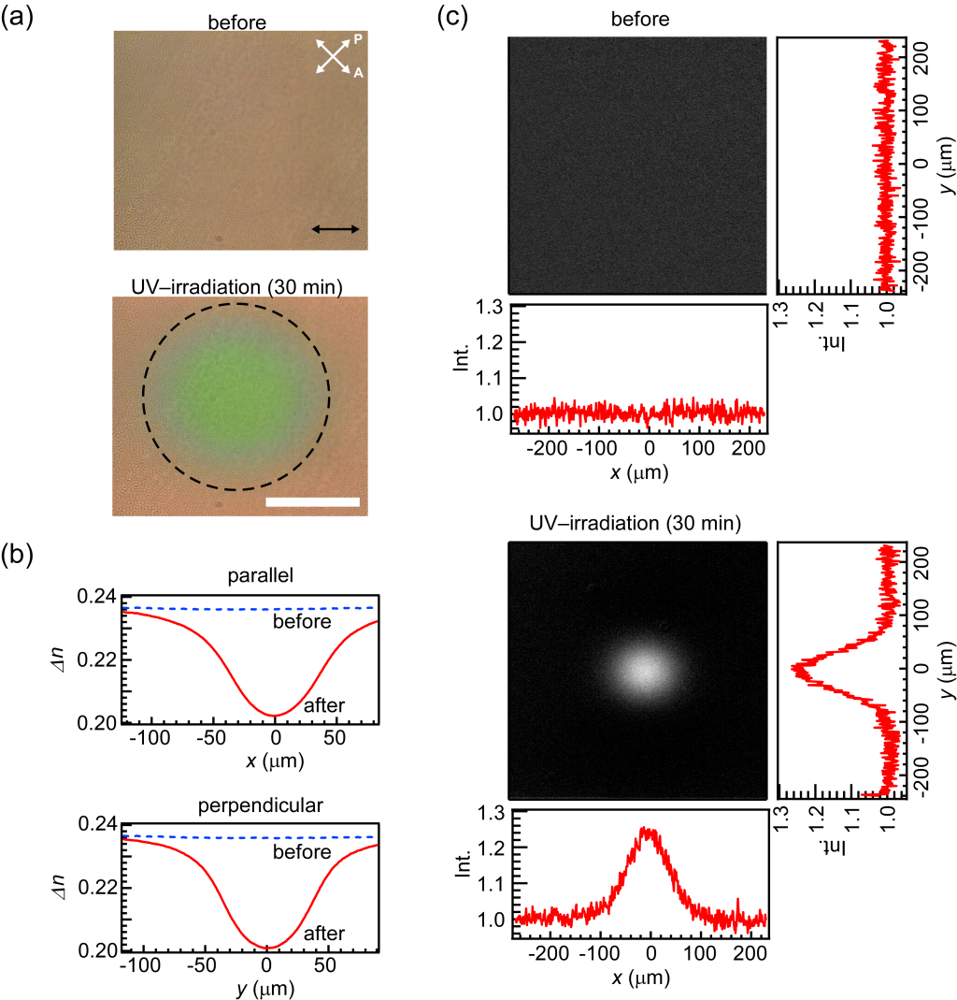 (a)
before
P
A
UV–irradiation (30 min)
(b)
parallel
0.24
0.22
0.20
Δn
before
after
-100 -50 0 50
x (μm)
perpendicular
0.24
0.22
0.20
Δn
before
after
-100 -50 0 50
y (μm)
(c)
before
200
100
0
-100
-200
y (μm)
1.3 1.2 1.1 1.0
Int.
1.3
1.2
1.1
1.0
Int.
-200 -100 0 100 200
x (μm)
UV–irradiation (30 min)
200
100
0
-100
-200
y (μm)
1.3 1.2 1.1 1.0
Int.
1.3
1.2
1.1
1.0
Int.
-200 -100 0 100 200
x (μm)